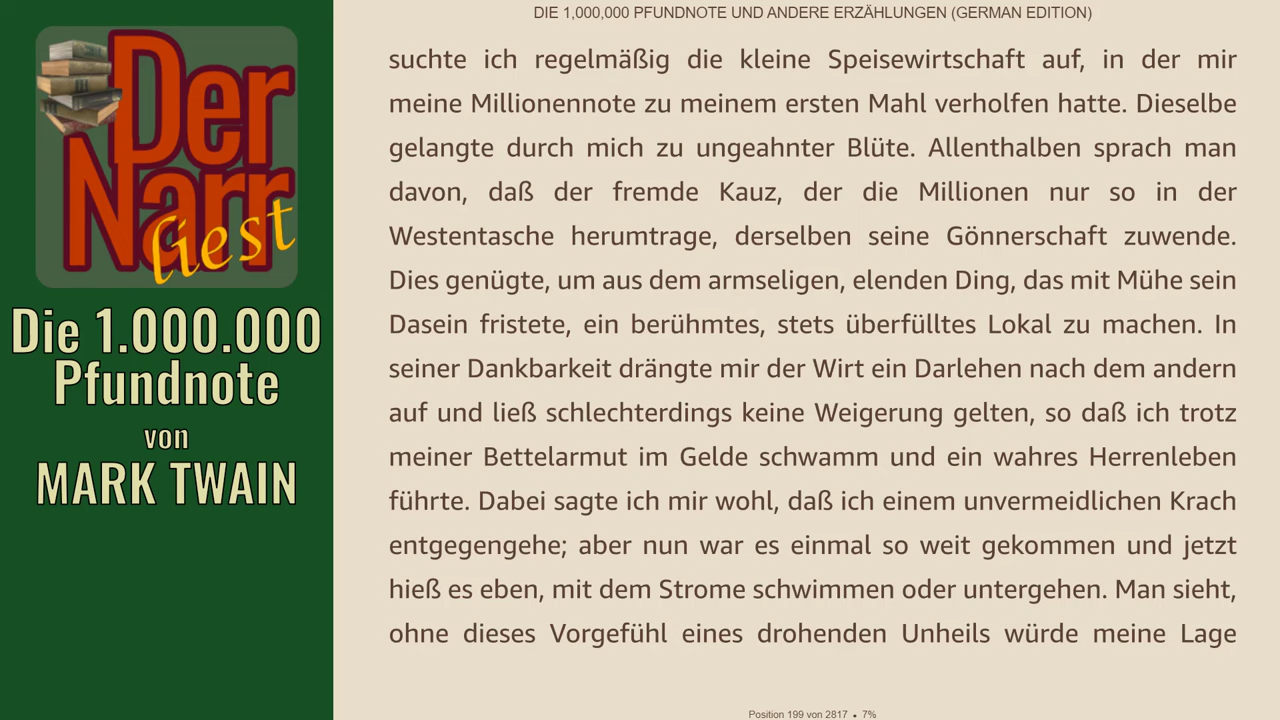 Der
Narr
liest
Die 1.000.000
Pfundnote
von
MARK TWAIN
DIE 1,000,000 PFUNDNOTE UND ANDERE ERZÄHLUNGEN (GERMAN EDITION)
suchte ich regelmäßig die kleine Speisewirtschaft auf, in der mir
meine Millionennote zu meinem ersten Mahl verholfen hatte. Dieselbe
gelangte durch mich zu ungeahnter Blüte. Allenthalben sprach man
davon, daß der fremde Kauz, der die Millionen nur so in der
Westentasche herumtrage, derselben seine Gönnerschaft zuwende.
Dies genügte, um aus dem armseligen, elenden Ding, das mit Mühe sein
Dasein fristete, ein berühmtes, stets überfülltes Lokal zu machen. In
seiner Dankbarkeit drängte mir der Wirt ein Darlehen nach dem andern
auf und ließ schlechterdings keine Weigerung gelten, so daß ich trotz
meiner Bettelarmut im Gelde schwamm und ein wahres Herrenleben
führte. Dabei sagte ich mir wohl, daß ich einem unvermeidlichen Krach
entgegengehe; aber nun war es einmal so weit gekommen und jetzt
hieß es eben, mit dem Strome schwimmen oder untergehen. Man sieht,
ohne dieses Vorgefühl eines drohenden Unheils würde meine Lage
Position 199 von 2817 • 7%